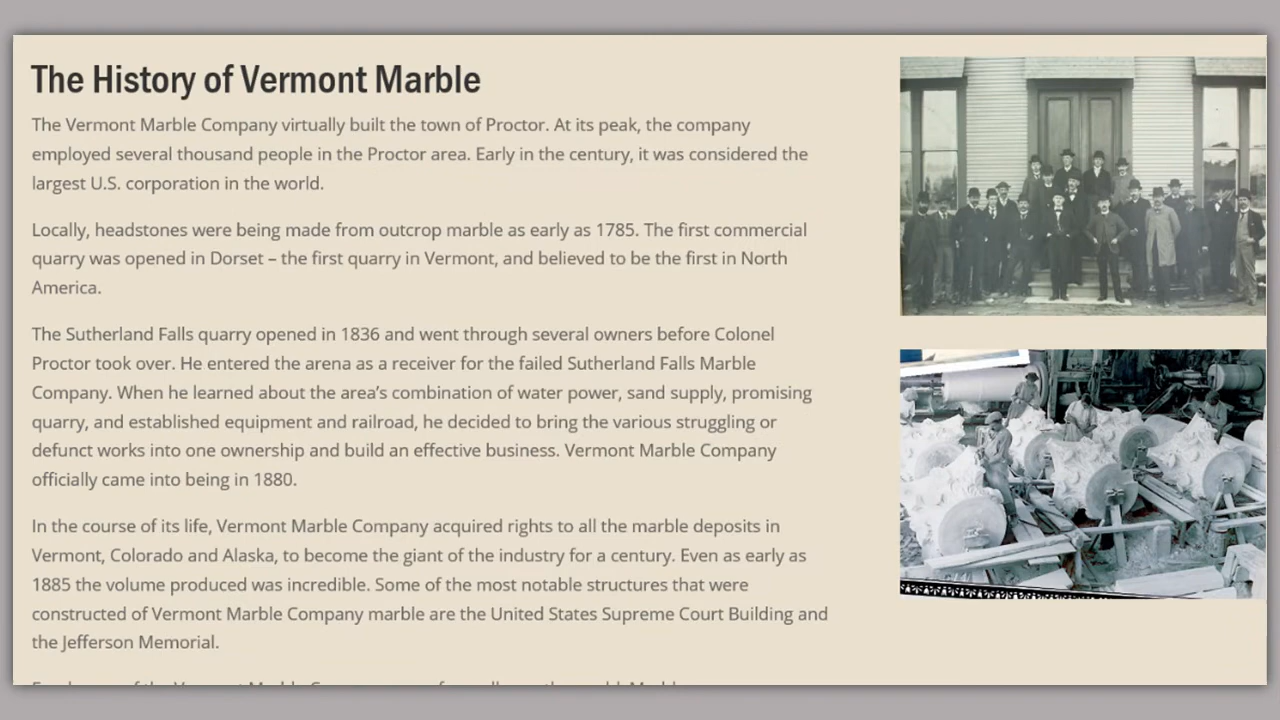 The History of Vermont Marble
The Vermont Marble Company virtually built the town of Proctor. At its peak, the company
employed several thousand people in the Proctor area. Early in the century, it was considered the
largest U.S. corporation in the world.
Locally, headstones were being made from outcrop marble as early as 1785. The first commercial
quarry was opened in Dorset – the first quarry in Vermont, and believed to be the first in North
America.
The Sutherland Falls quarry opened in 1836 and went through several owners before Colonel
Proctor took over. He entered the arena as a receiver for the failed Sutherland Falls Marble
Company. When he learned about the area’s combination of water power, sand supply, promising
quarry, and established equipment and railroad, he decided to bring the various struggling or
defunct works into one ownership and build an effective business. Vermont Marble Company
officially came into being in 1880.
In the course of its life, Vermont Marble Company acquired rights to all the marble deposits in
Vermont, Colorado and Alaska, to become the giant of the industry for a century. Even as early as
1885 the volume produced was incredible. Some of the most notable structures that were
constructed of Vermont Marble Company marble are the United States Supreme Court Building and
the Jefferson Memorial.